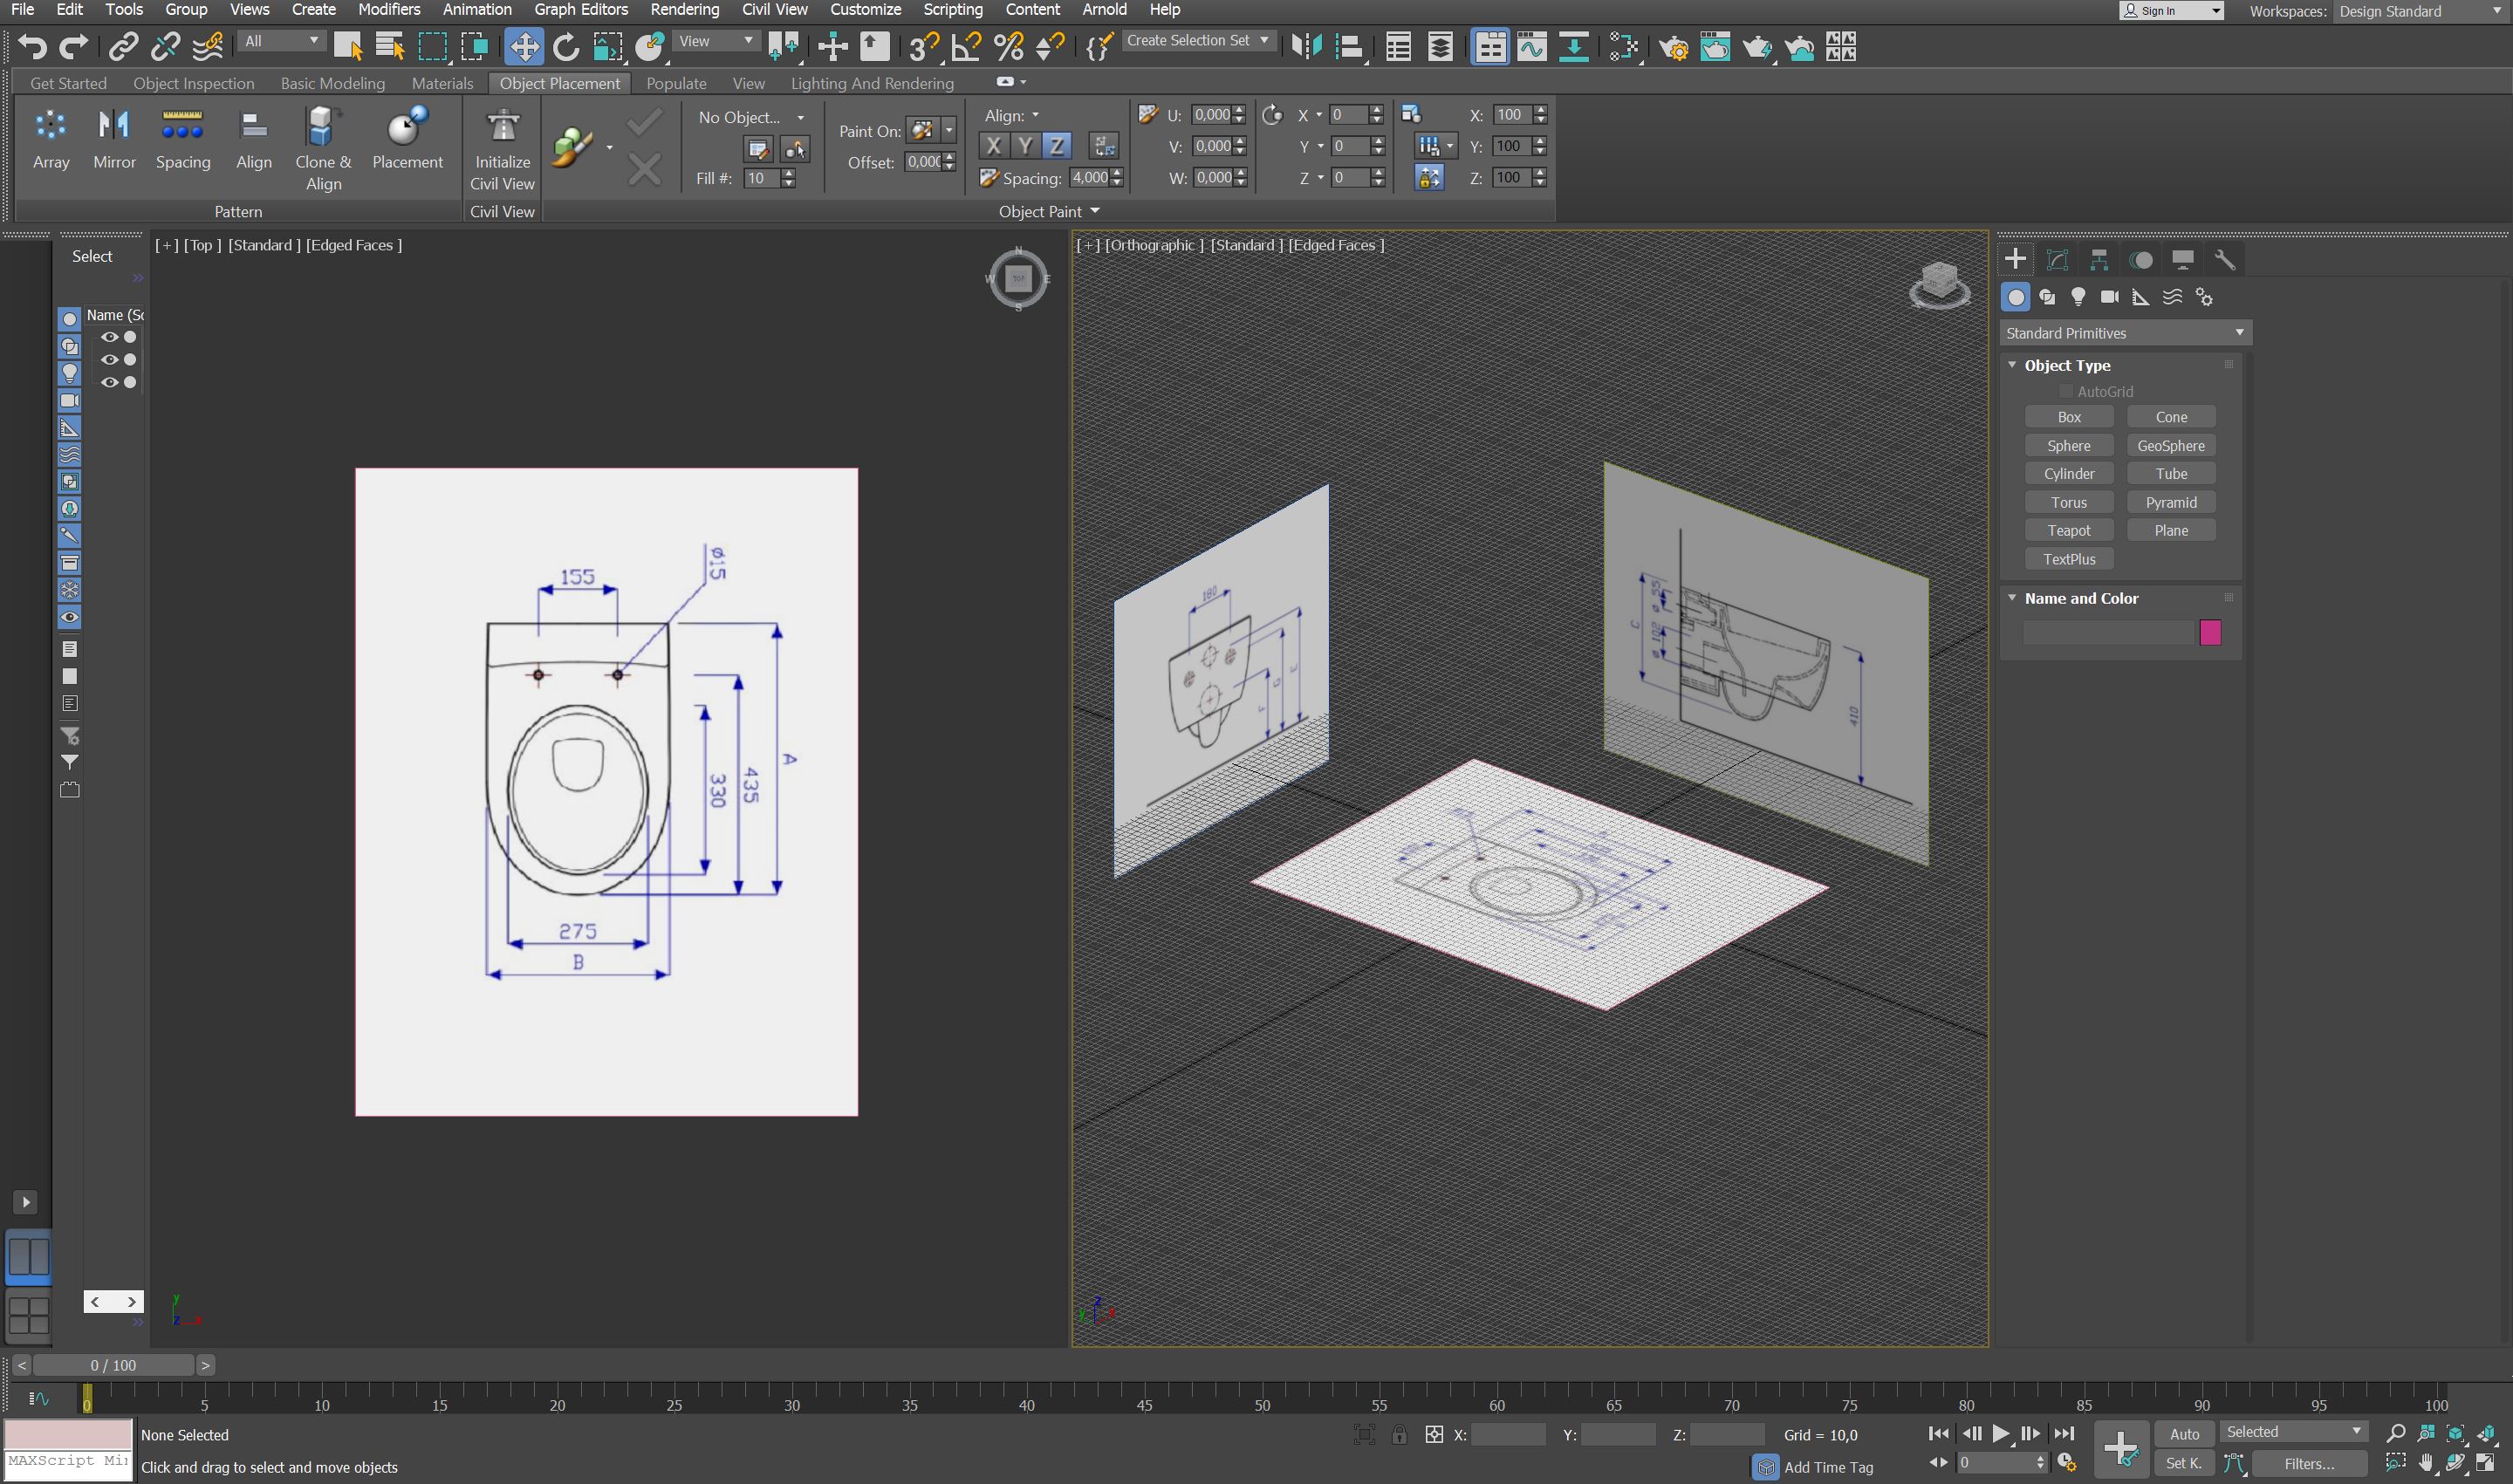 File Edit Tools Group Views Create Modifiers Animation Graph Editors Rendering Civil View Customize Scripting Content Arnold Help
Sign In
Workspaces: Design Standard
All
View
Create Selection Set
Get Started Object Inspection Basic Modeling Materials Object Placement Populate View Lighting And Rendering
Array Mirror Spacing Align Clone & Align Placement
Pattern
Initialize Civil View
Civil View
No Object...
Fill #: 10
Paint On:
Offset: 0,000
Align:
X Y Z
Spacing: 4,000
U: 0,000
V: 0,000
W: 0,000
X 0
Y 0
Z 0
X: 100
Y: 100
Z: 100
Object Paint
Select
Name (So
[+] [Top ] [Standard ] [Edged Faces ]
N
W TOP E
S
155
ø15
330
435
A
275
B
y
z x
[+] [Orthographic ] [Standard ] [Edged Faces ]
180
F
G
C
ø 55
ø 102
410
z
y x
Standard Primitives
Object Type
AutoGrid
Box Cone
Sphere GeoSphere
Cylinder Tube
Torus Pyramid
Teapot Plane
TextPlus
Name and Color
< 0 / 100 >
0 5 10 15 20 25 30 35 40 45 50 55 60 65 70 75 80 85 90 95 100
None Selected
X: Y: Z: Grid = 10,0
Auto Selected
MAXScript Mi
Click and drag to select and move objects
Add Time Tag
0
Set K. Filters...